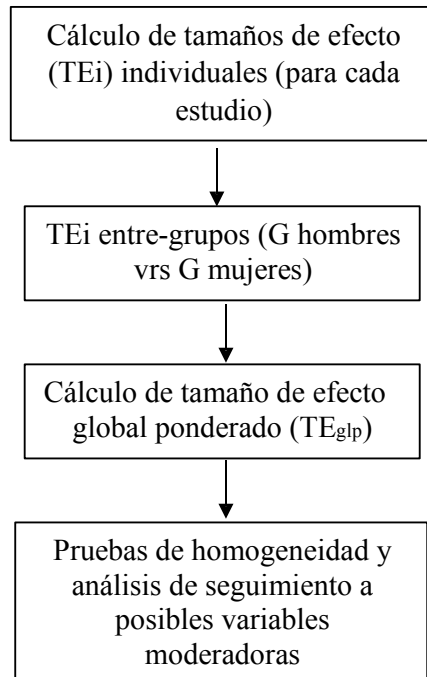 Cálculo de tamaños de efecto
(TEi) individuales (para cada
estudio)
TEi entre-grupos (G hombres
vrs G mujeres)
Cálculo de tamaño de efecto
global ponderado (TEglp)
Pruebas de homogeneidad y
análisis de seguimiento a
posibles variables
moderadoras